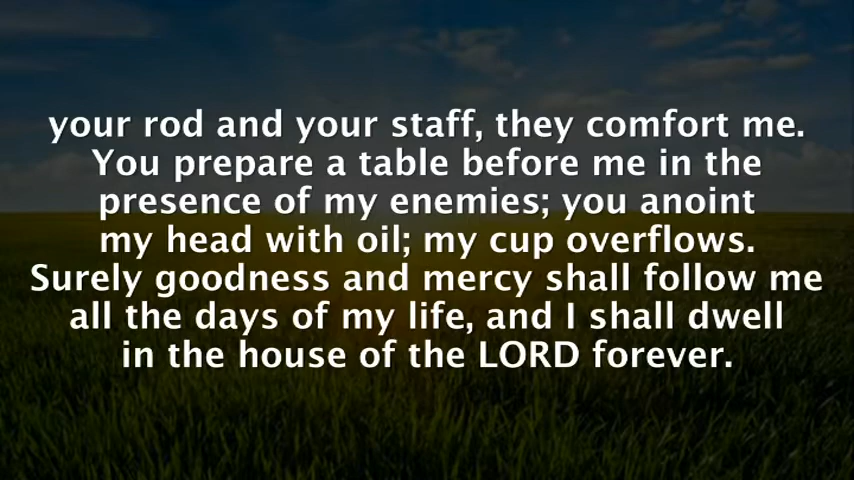 your rod and your staff, they comfort me.
You prepare a table before me in the
presence of my enemies; you anoint
my head with oil; my cup overflows.
Surely goodness and mercy shall follow me
all the days of my life, and I shall dwell
in the house of the LORD forever.